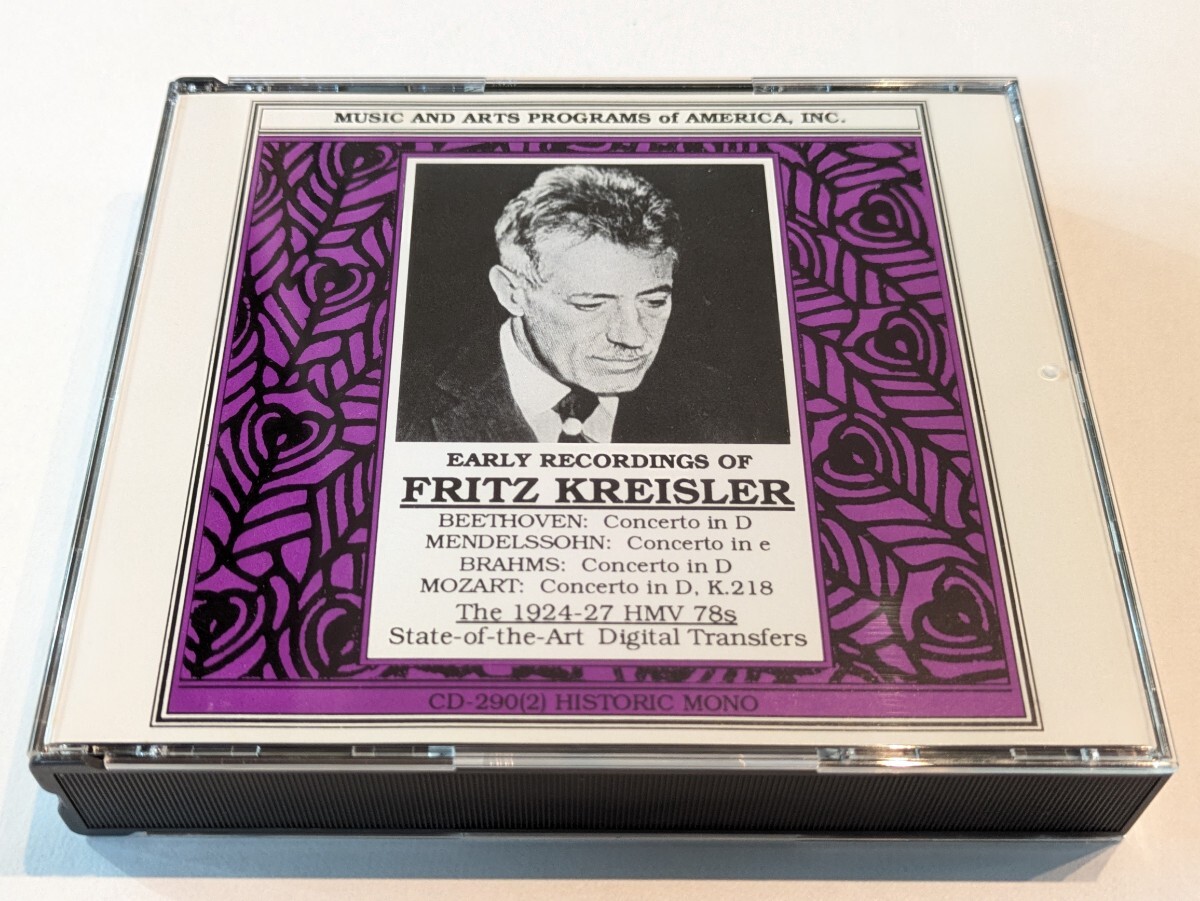 MUSIC AND ARTS PROGRAMS of AMERICA, INC.
EARLY RECORDINGS OF
FRITZ KREISLER
BEETHOVEN: Concerto in D
MENDELSSOHN: Concerto in e
BRAHMS: Concerto in D
MOZART: Concerto in D, K.218
The 1924-27 HMV 78s
State-of-the-Art Digital Transfers
CD-290(2) HISTORIC MONO